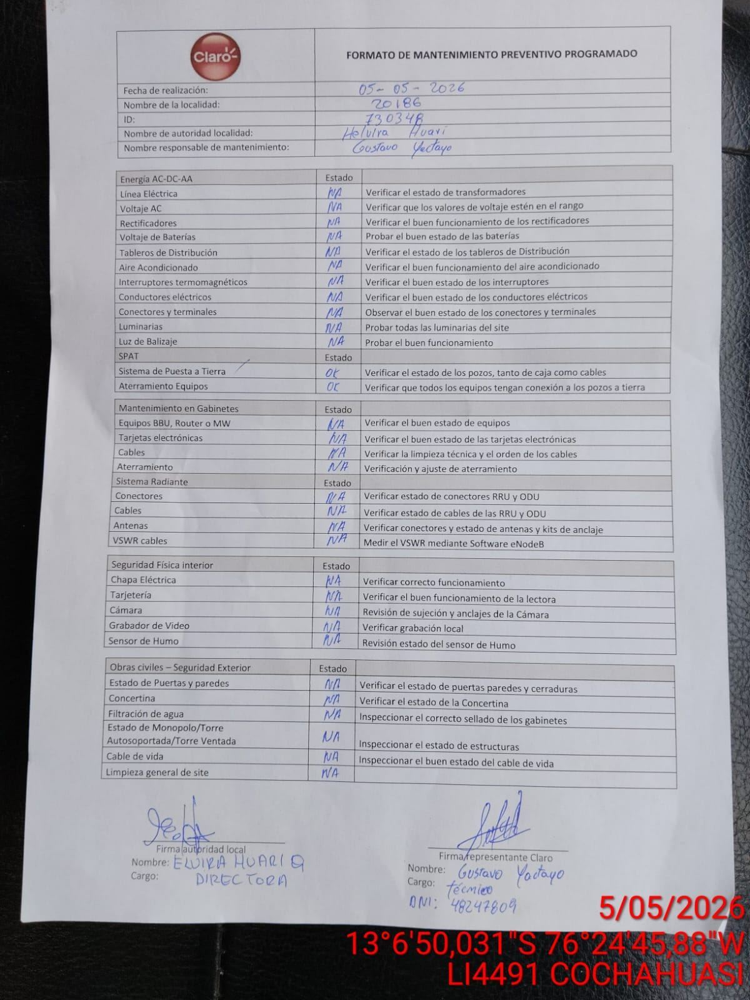 Claro
FORMATO DE MANTENIMIENTO PREVENTIVO PROGRAMADO
Fecha de realización: 05-05-2026
Nombre de la localidad: 20186
ID: 730348
Nombre de autoridad localidad: Helvira Huari
Nombre responsable de mantenimiento: Gustavo Yactayo
Energía AC-DC-AA Estado
Línea Eléctrica NA Verificar el estado de transformadores
Voltaje AC NA Verificar que los valores de voltaje estén en el rango
Rectificadores NA Verificar el buen funcionamiento de los rectificadores
Voltaje de Baterías NA Probar el buen estado de las baterías
Tableros de Distribución NA Verificar el estado de los tableros de Distribución
Aire Acondicionado NA Verificar el buen funcionamiento del aire acondicionado
Interruptores termomagnéticos NA Verificar el buen estado de los interruptores
Conductores eléctricos NA Verificar el buen estado de los conductores eléctricos
Conectores y terminales NA Observar el buen estado de los conectores y terminales
Luminarias NA Probar todas las luminarias del site
Luz de Balizaje NA Probar el buen funcionamiento
SPAT Estado
Sistema de Puesta a Tierra OK Verificar el estado de los pozos, tanto de caja como cables
Aterramiento Equipos OK Verificar que todos los equipos tengan conexión a los pozos a tierra
Mantenimiento en Gabinetes Estado
Equipos BBU, Router o MW NA Verificar el buen estado de equipos
Tarjetas electrónicas NA Verificar el buen estado de las tarjetas electrónicas
Cables NA Verificar la limpieza técnica y el orden de los cables
Aterramiento NA Verificación y ajuste de aterramiento
Sistema Radiante Estado
Conectores NA Verificar estado de conectores RRU y ODU
Cables NA Verificar estado de cables de las RRU y ODU
Antenas NA Verificar conectores y estado de antenas y kits de anclaje
VSWR cables NA Medir el VSWR mediante Software eNodeB
Seguridad Física interior Estado
Chapa Eléctrica NA Verificar correcto funcionamiento
Tarjetería NA Verificar el buen funcionamiento de la lectora
Cámara NA Revisión de sujeción y anclajes de la Cámara
Grabador de Video NA Verificar grabación local
Sensor de Humo NA Revisión estado del sensor de Humo
Obras civiles – Seguridad Exterior Estado
Estado de Puertas y paredes NA Verificar el estado de puertas paredes y cerraduras
Concertina NA Verificar el estado de la Concertina
Filtración de agua NA Inspeccionar el correcto sellado de los gabinetes
Estado de Monopolo/Torre
Autosoportada/Torre Ventada NA Inspeccionar el estado de estructuras
Cable de vida NA Inspeccionar el buen estado del cable de vida
Limpieza general de site NA
Firma autoridad local
Nombre: ELVIRA HUARI Q
Cargo: DIRECTORA
Firma representante Claro
Nombre: Gustavo Yactayo
Cargo: técnico
DNI: 48247809
5/05/2026
13°6'50,031"S 76°24'45,88"W
LI4491 COCHAHUASI